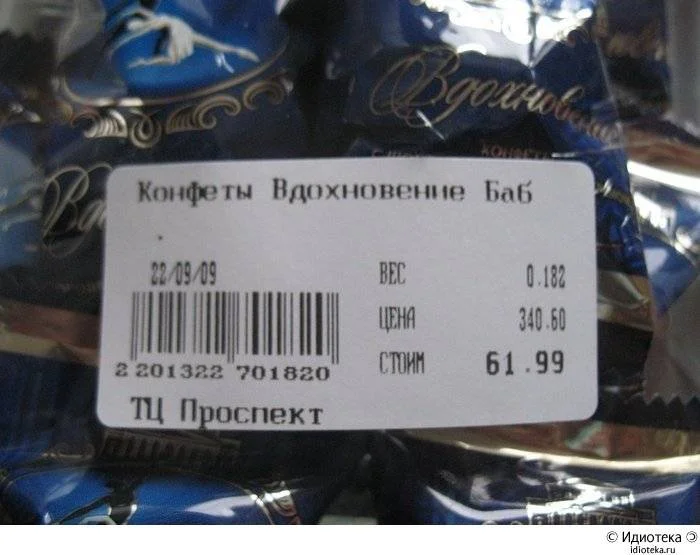 Вдохновение
Конфеты Вдохновение Баб
22/09/09
ВЕС 0.182
ЦЕНА 340.60
СТОИМ 61.99
2 201322 701820
ТЦ Проспект
© Идиотека
idioteka.ru